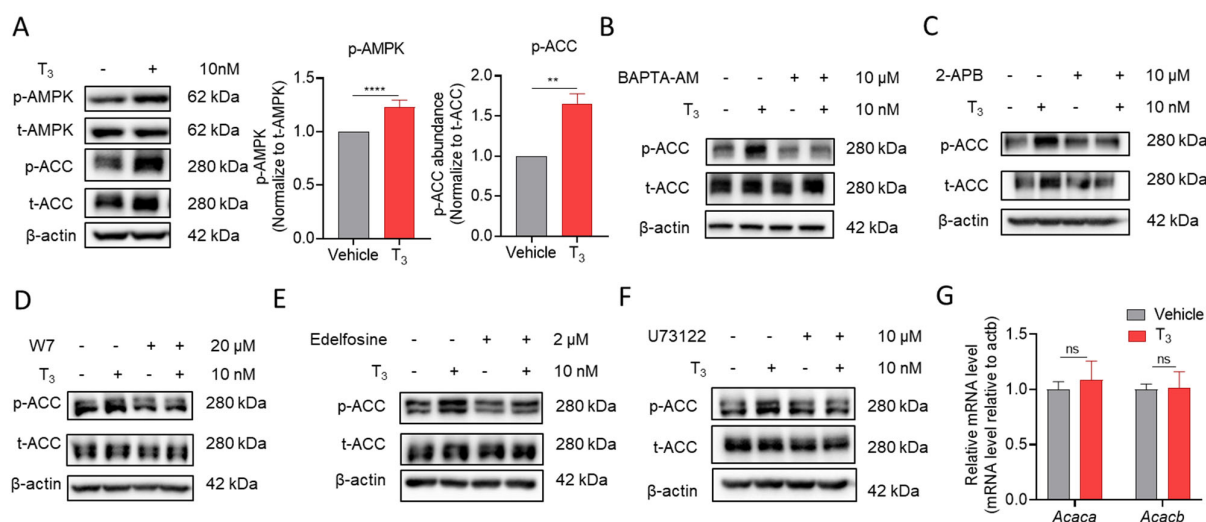 A
T3 - + 10nM
p-AMPK 62 kDa
t-AMPK 62 kDa
p-ACC 280 kDa
t-ACC 280 kDa
β-actin 42 kDa
p-AMPK
p-AMPK
(Normalize to t-AMPK)
1.5
1.0
0.5
0.0
****
Vehicle T3
p-ACC
p-ACC abundance
(Normalize to t-ACC)
2.0
1.5
1.0
0.5
0.0
**
Vehicle T3
B
BAPTA-AM - - + + 10 μM
T3 - + - + 10 nM
p-ACC 280 kDa
t-ACC 280 kDa
β-actin 42 kDa
C
2-APB - - + + 10 μM
T3 - + - + 10 nM
p-ACC 280 kDa
t-ACC 280 kDa
β-actin 42 kDa
D
W7 - - + + 20 μM
T3 - + - + 10 nM
p-ACC 280 kDa
t-ACC 280 kDa
β-actin 42 kDa
E
Edelfosine - - + + 2 μM
T3 - + - + 10 nM
p-ACC 280 kDa
t-ACC 280 kDa
β-actin 42 kDa
F
U73122 - - + + 10 μM
T3 - + - + 10 nM
p-ACC 280 kDa
t-ACC 280 kDa
β-actin 42 kDa
G
Vehicle
T3
Relative mRNA level
(mRNA level relative to actb)
1.5
1.0
0.5
0.0
ns ns
Acaca Acacb